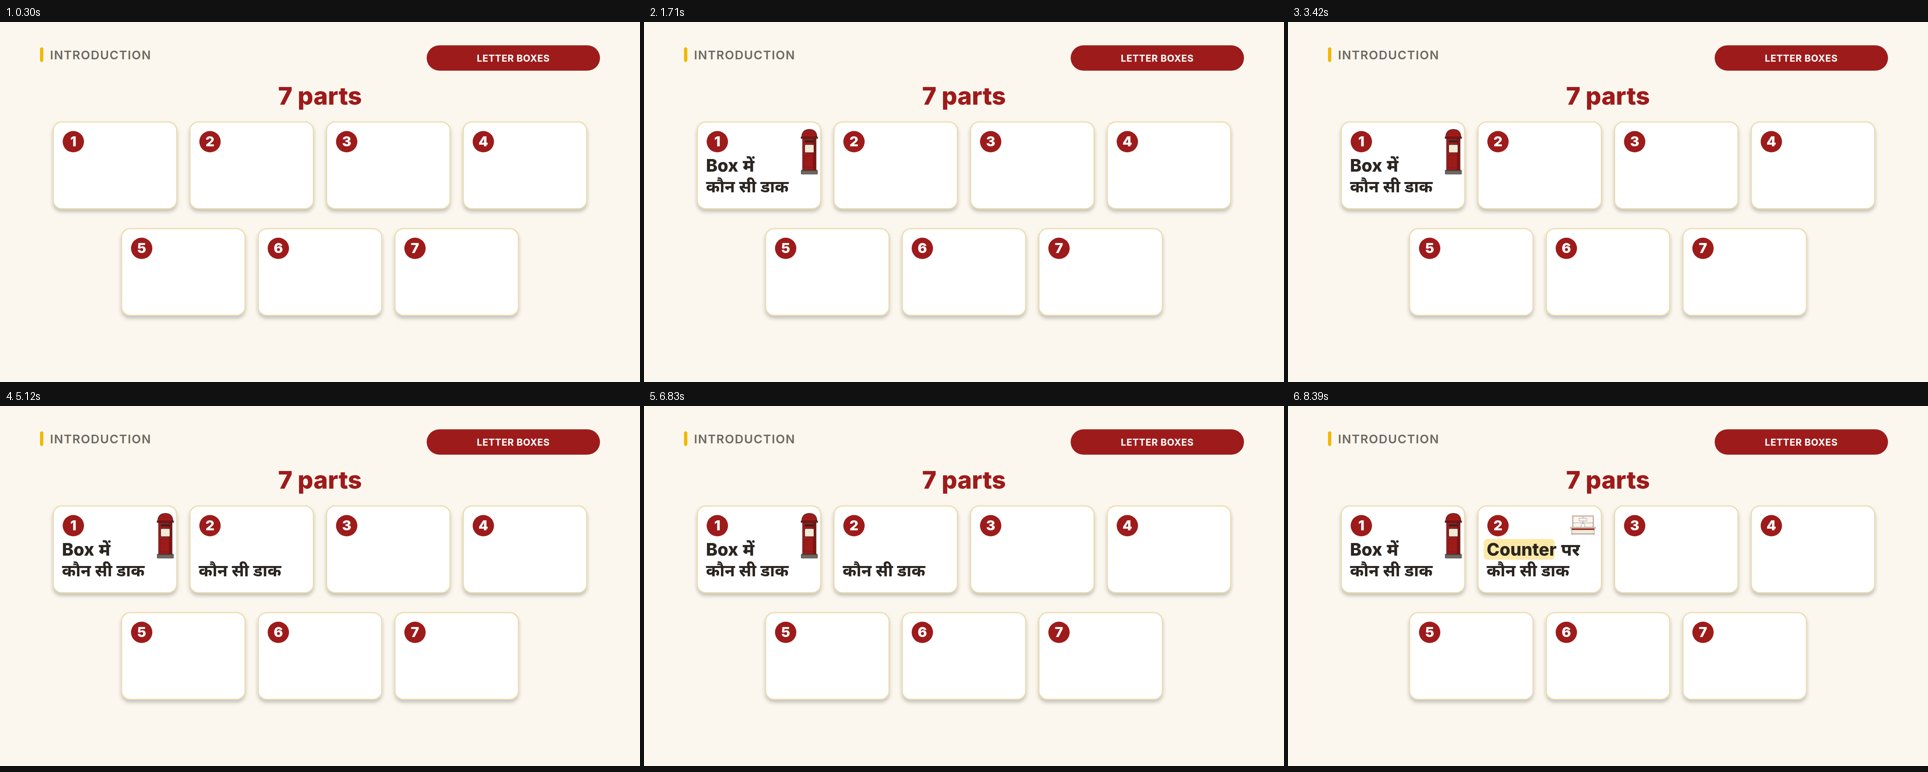 1. 0.30s
INTRODUCTION
LETTER BOXES
7 parts
1
2
3
4
5
6
7
2. 1.71s
INTRODUCTION
LETTER BOXES
7 parts
1
Box में
कौन सी डाक
2
3
4
5
6
7
3. 3.42s
INTRODUCTION
LETTER BOXES
7 parts
1
Box में
कौन सी डाक
2
3
4
5
6
7
4. 5.12s
INTRODUCTION
LETTER BOXES
7 parts
1
Box में
कौन सी डाक
2
कौन सी डाक
3
4
5
6
7
5. 6.83s
INTRODUCTION
LETTER BOXES
7 parts
1
Box में
कौन सी डाक
2
कौन सी डाक
3
4
5
6
7
6. 8.39s
INTRODUCTION
LETTER BOXES
7 parts
1
Box में
कौन सी डाक
2
Counter पर
कौन सी डाक
3
4
5
6
7